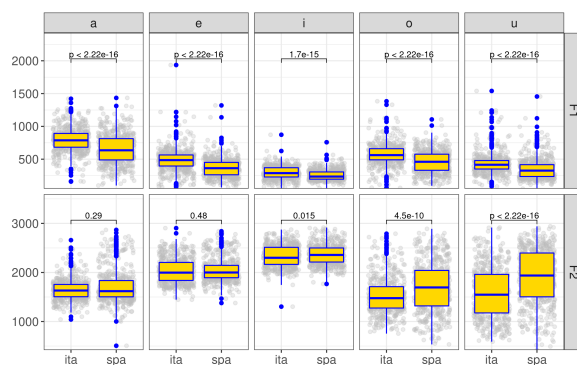 a e i o u
2000 p < 2.22e-16 p < 2.22e-16 1.7e-15 p < 2.22e-16 p < 2.22e-16
1500
1000
500
F1
3000
0.29 0.48 0.015 4.5e-10 p < 2.22e-16
2000
1000
F2
ita spa ita spa ita spa ita spa ita spa